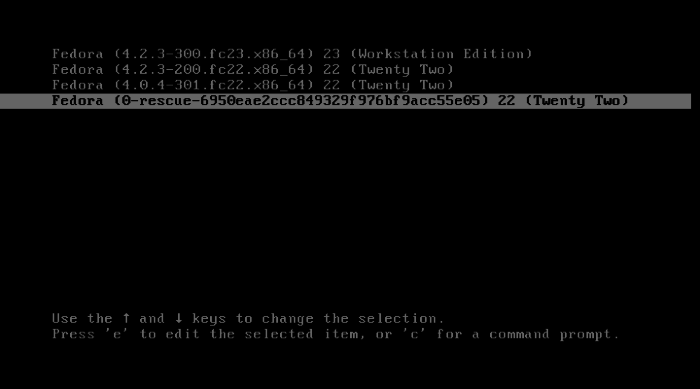 Fedora (4.2.3-300.fc23.x86_64) 23 (Workstation Edition)
Fedora (4.2.3-200.fc22.x86_64) 22 (Twenty Two)
Fedora (4.0.4-301.fc22.x86_64) 22 (Twenty Two)
Fedora (0-rescue-6950eae2ccc849329f976bf9acc55e05) 22 (Twenty Two)
Use the ↑ and ↓ keys to change the selection.
Press 'e' to edit the selected item, or 'c' for a command prompt.